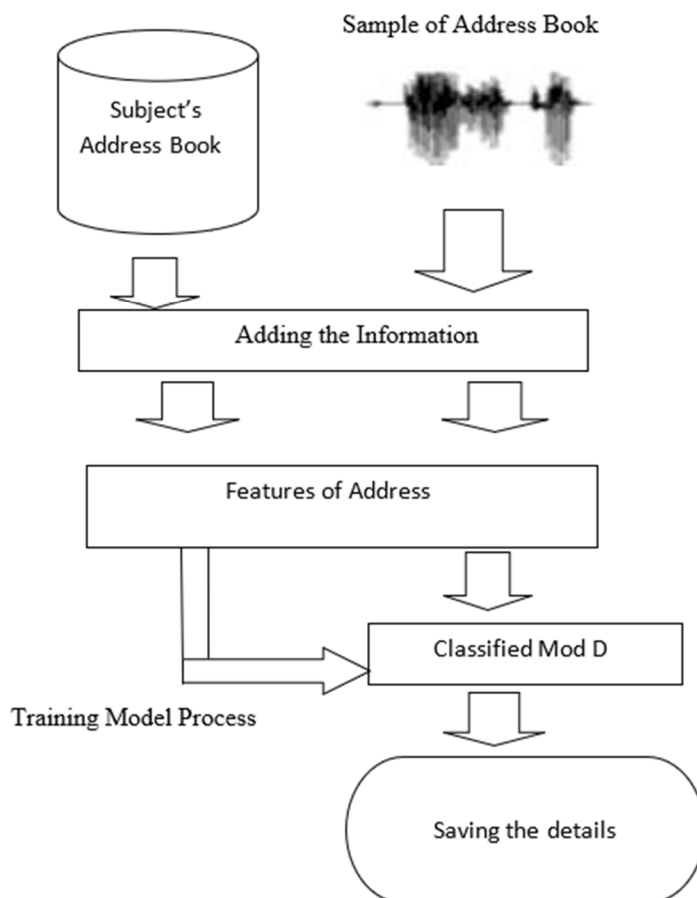 Sample of Address Book
Subject's
Address Book
Adding the Information
Features of Address
Classified Mod D
Training Model Process
Saving the details